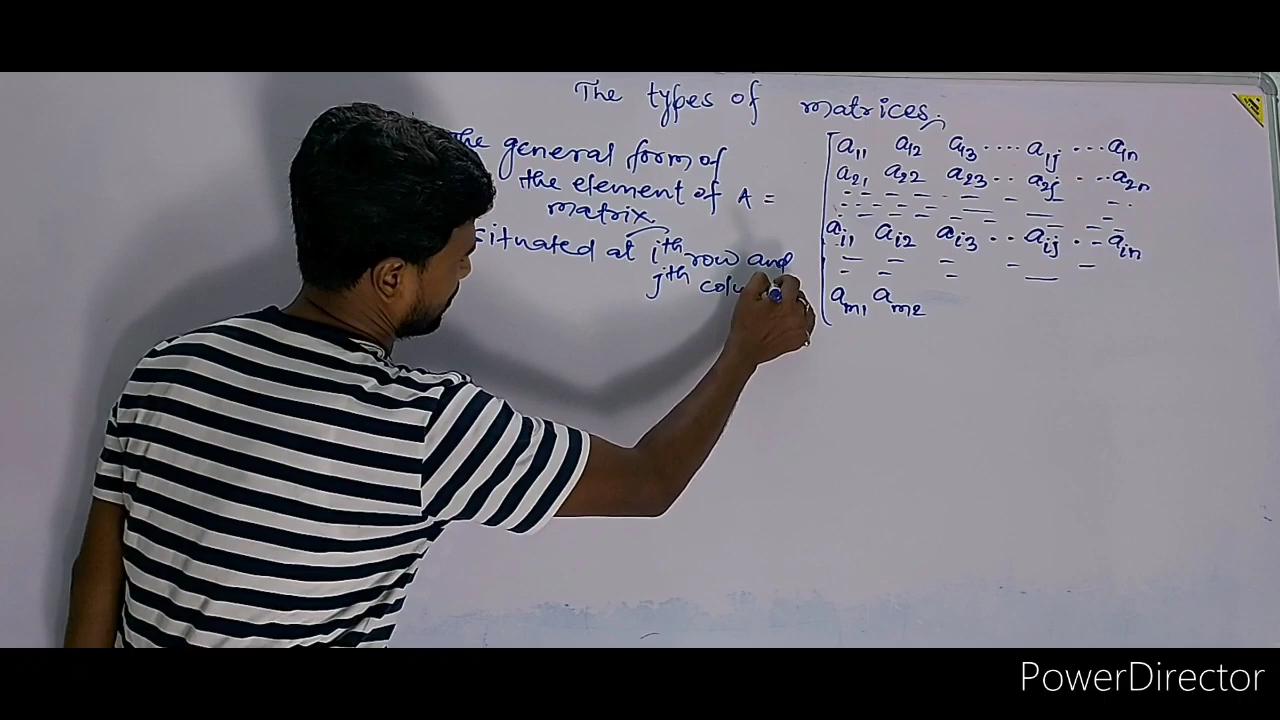 The types of matrices.
The general form of
the element of A =
matrix.
situated at ith row and
jth colu
a11 a12 a13 .... a1j ... a1n
a21 a22 a23 .. a2j ... a2n
ai1 ai2 ai3 .. aij .. ain
am1 am2
PowerDirector